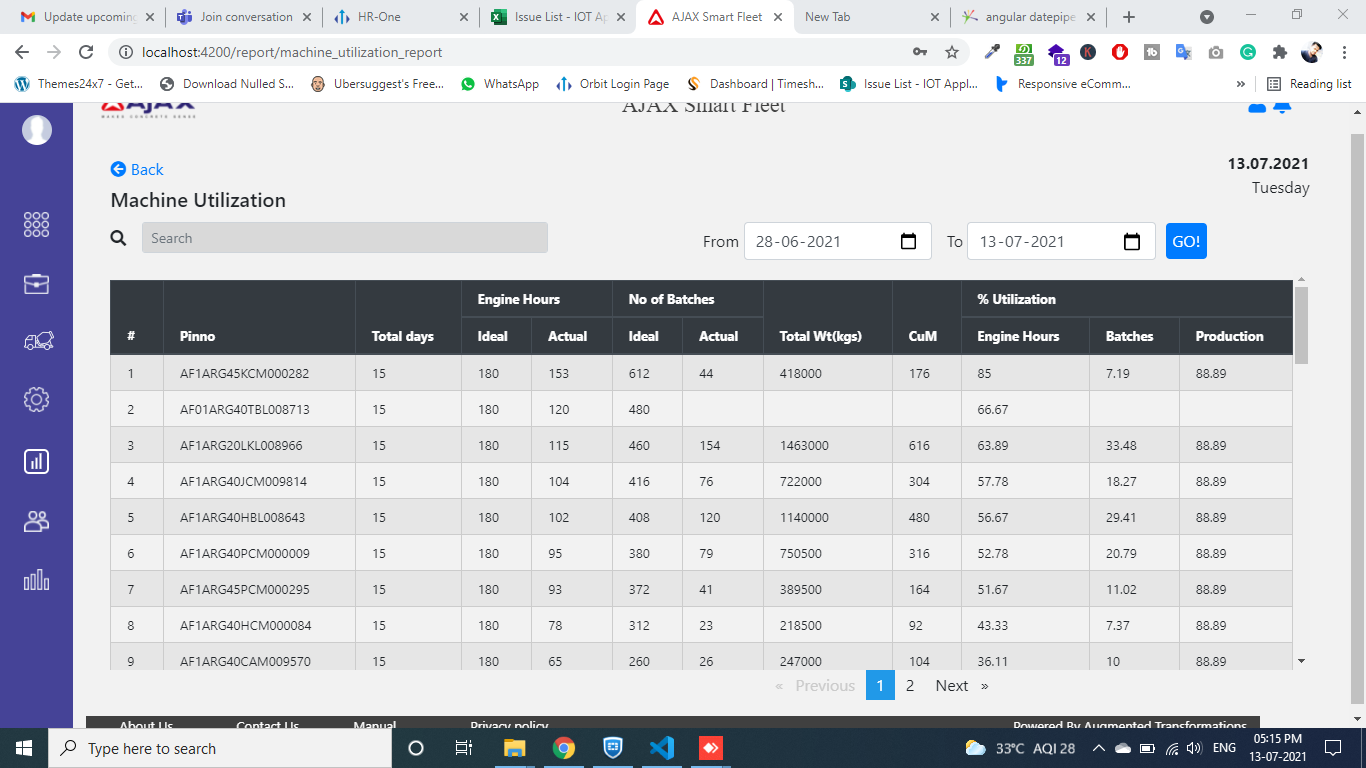 Update upcoming
Join conversation
HR-One
Issue List - IOT Ap
AJAX Smart Fleet
New Tab
angular datepipe
localhost:4200/report/machine_utilization_report
337
12
K
tb
G
Themes24x7 - Get...
Download Nulled S...
Ubersuggest's Free...
WhatsApp
Orbit Login Page
Dashboard | Timesh...
Issue List - IOT Appl...
Responsive eComm...
» Reading list
AJAX
MAKES CONCRETE SENSE
AJAX Smart Fleet
Back
13.07.2021
Tuesday
Machine Utilization
Search
From 28-06-2021 To 13-07-2021 GO!
Engine Hours No of Batches % Utilization
# Pinno Total days Ideal Actual Ideal Actual Total Wt(kgs) CuM Engine Hours Batches Production
1 AF1ARG45KCM000282 15 180 153 612 44 418000 176 85 7.19 88.89
2 AF01ARG40TBL008713 15 180 120 480 66.67
3 AF1ARG20LKL008966 15 180 115 460 154 1463000 616 63.89 33.48 88.89
4 AF1ARG40JCM009814 15 180 104 416 76 722000 304 57.78 18.27 88.89
5 AF1ARG40HBL008643 15 180 102 408 120 1140000 480 56.67 29.41 88.89
6 AF1ARG40PCM000009 15 180 95 380 79 750500 316 52.78 20.79 88.89
7 AF1ARG45PCM000295 15 180 93 372 41 389500 164 51.67 11.02 88.89
8 AF1ARG40HCM000084 15 180 78 312 23 218500 92 43.33 7.37 88.89
9 AF1ARG40CAM009570 15 180 65 260 26 247000 104 36.11 10 88.89
« Previous 1 2 Next »
About Us Contact Us Manual Privacy policy Powered By Augmented Transformations
Type here to search
33°C AQI 28
ENG
05:15 PM
13-07-2021